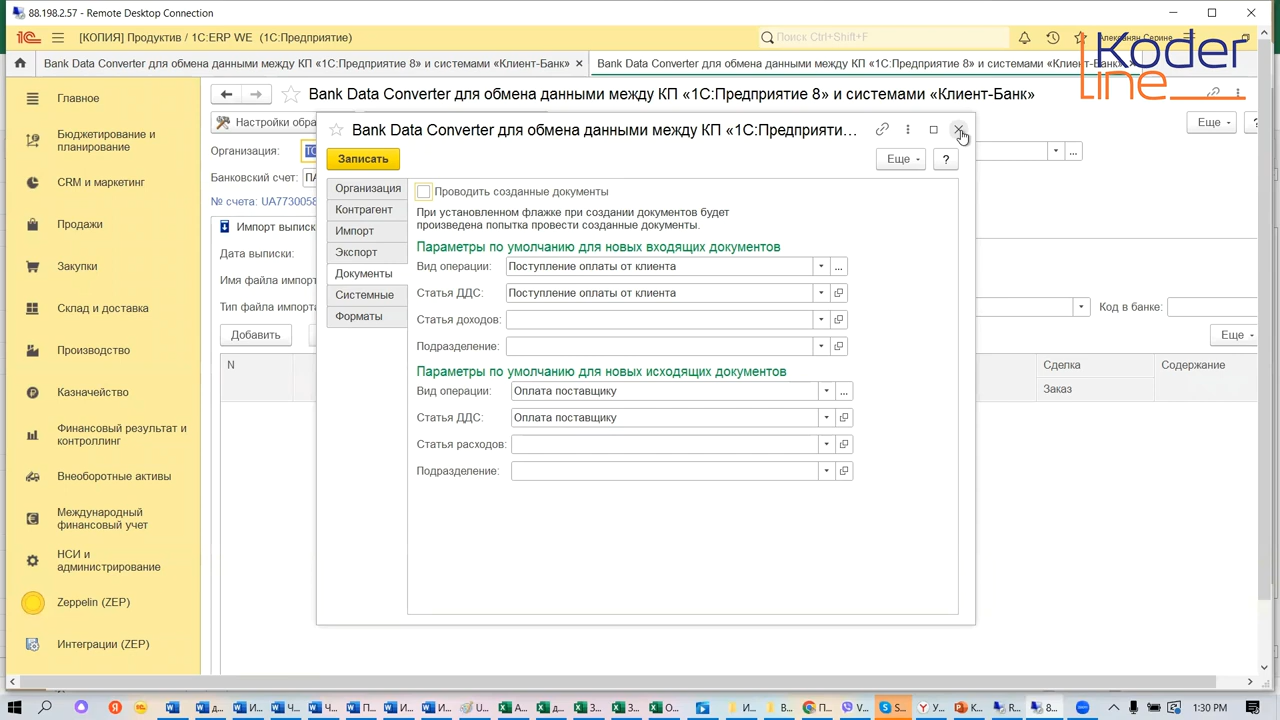 88.198.2.57 - Remote Desktop Connection
[КОПИЯ] Продуктив / 1C:ERP WE (1С:Предприятие)
Поиск Ctrl+Shift+F
Koder
line
Bank Data Converter для обмена данными между КП «1С:Предприятие 8» и системами «Клиент-Банк»
Bank Data Converter для обмена данными между КП «1С:Предприятие 8» и системами «Клиент-Банк»
Главное
Бюджетирование и
планирование
CRM и маркетинг
Продажи
Закупки
Склад и доставка
Производство
Казначейство
Финансовый результат и
контроллинг
Внеоборотные активы
Международный
финансовый учет
НСИ и
администрирование
Zeppelin (ZEP)
Интеграции (ZEP)
Bank Data Converter для обмена данными между КП «1С:Предприятие 8» и системами «Клиент-Банк»
Настройки обра
Еще
?
Организация:
Банковский счет:
№ счета: UA7730058
Импорт выписк
Дата выписки:
Имя файла импорт
Тип файла импорта
Код в банке:
Добавить
Еще
N
Сделка
Содержание
Заказ
Bank Data Converter для обмена данными между КП «1С:Предприяти...
Записать
Еще
?
Организация
Контрагент
Импорт
Экспорт
Документы
Системные
Форматы
Проводить созданные документы
При установленном флажке при создании документов будет
произведена попытка провести созданные документы.
Параметры по умолчанию для новых входящих документов
Вид операции: Поступление оплаты от клиента
Статья ДДС: Поступление оплаты от клиента
Статья доходов:
Подразделение:
Параметры по умолчанию для новых исходящих документов
Вид операции: Оплата поставщику
Статья ДДС: Оплата поставщику
Статья расходов:
Подразделение:
1:30 PM